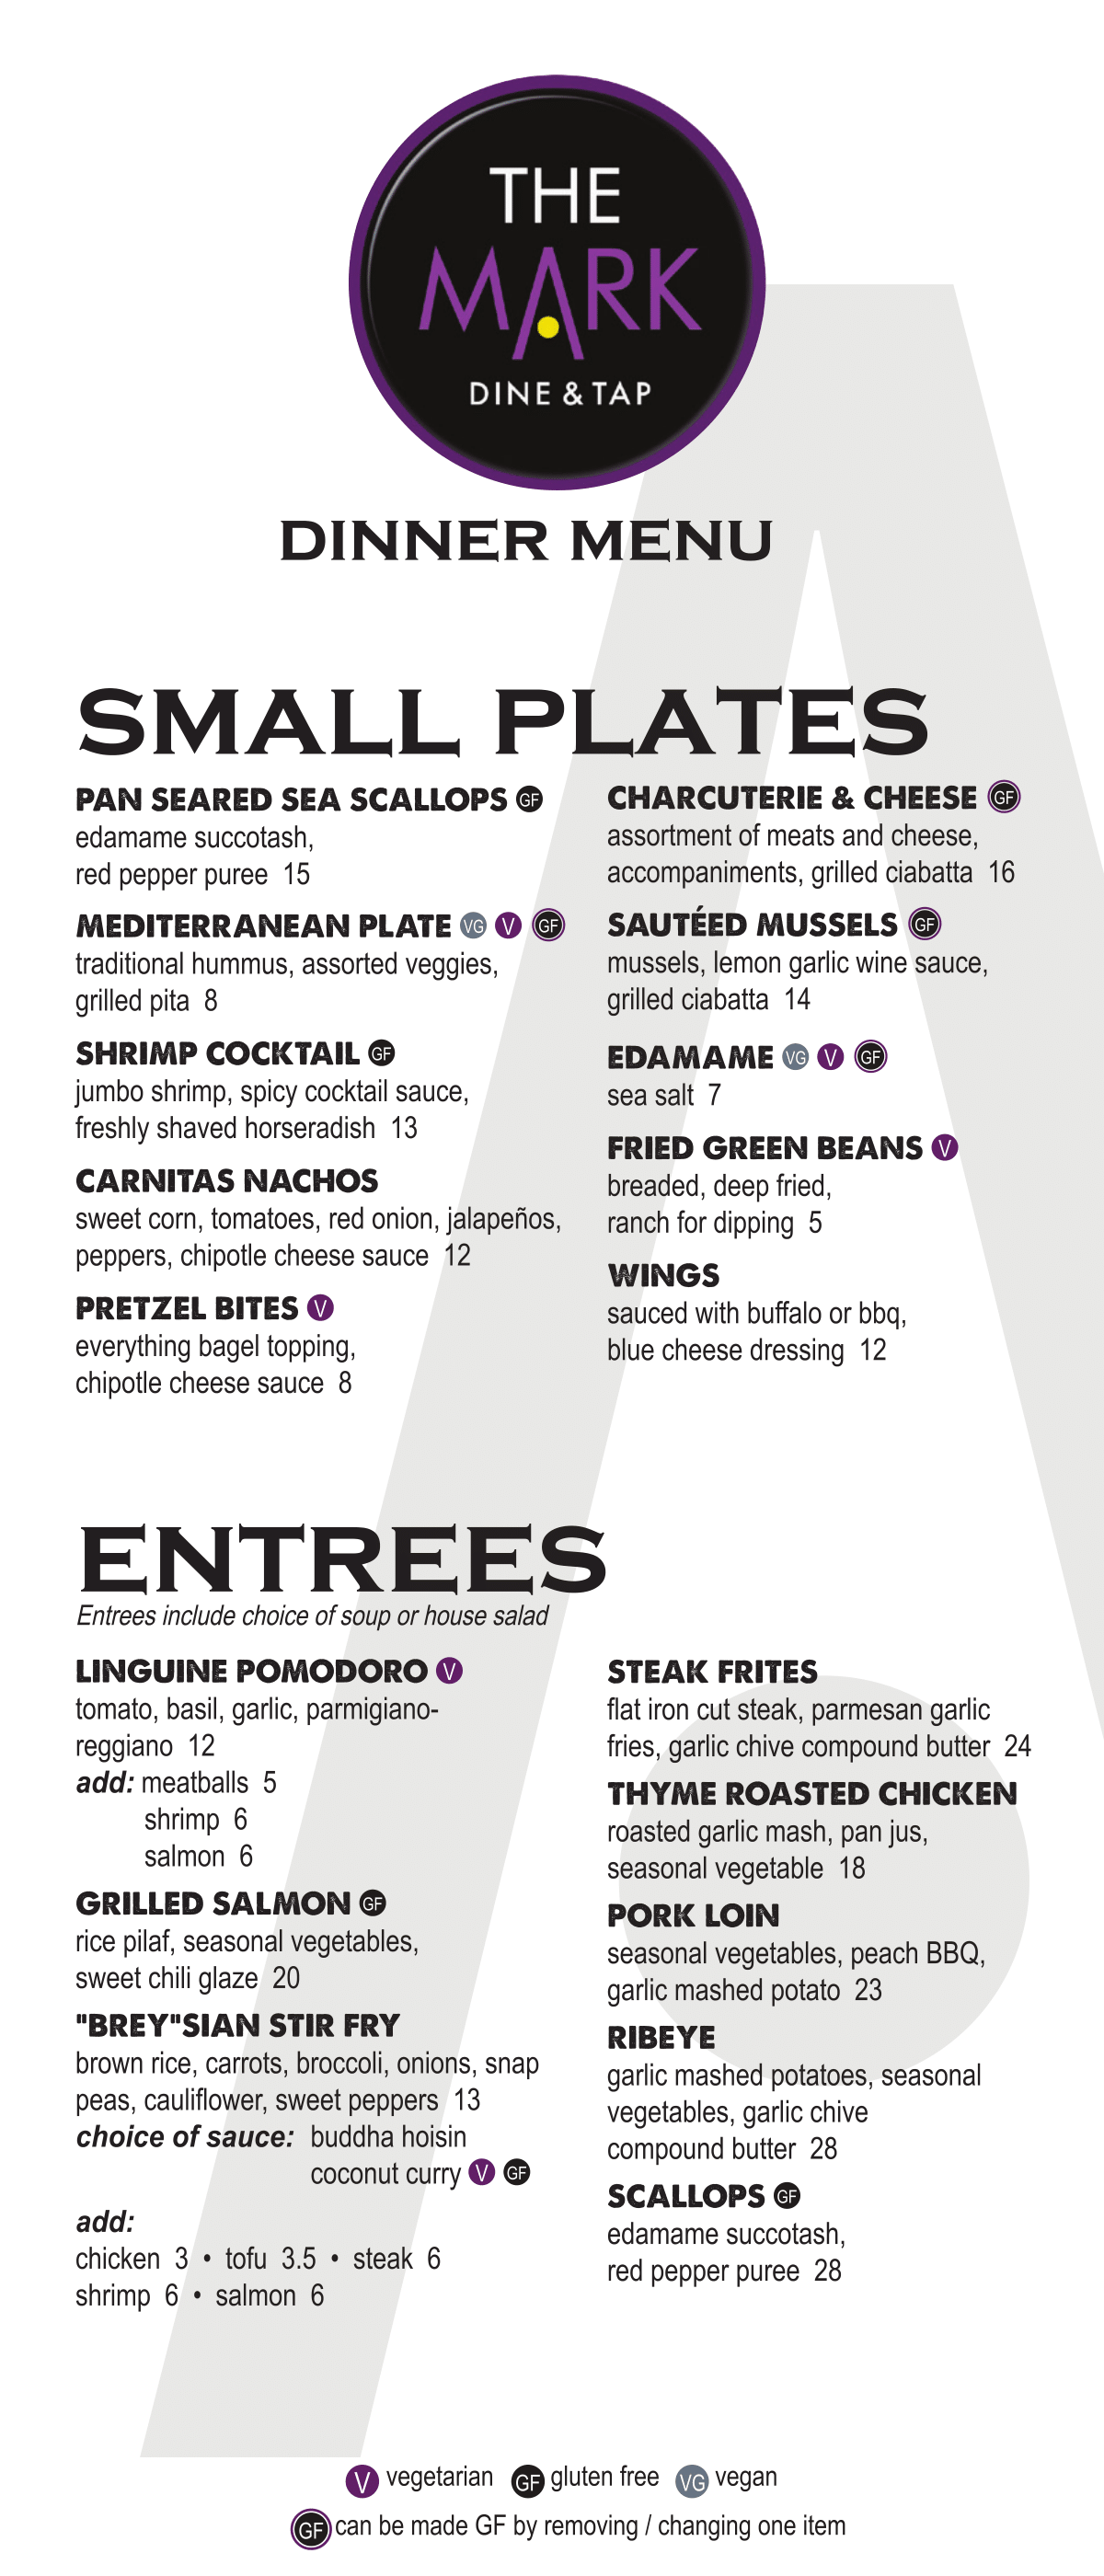 THE
MARK
DINE & TAP
DINNER MENU
SMALL PLATES
PAN SEARED SEA SCALLOPS GF
edamame succotash,
red pepper puree 15
MEDITERRANEAN PLATE VG V GF
traditional hummus, assorted veggies,
grilled pita 8
SHRIMP COCKTAIL GF
jumbo shrimp, spicy cocktail sauce,
freshly shaved horseradish 13
CARNITAS NACHOS
sweet corn, tomatoes, red onion, jalapeños,
peppers, chipotle cheese sauce 12
PRETZEL BITES V
everything bagel topping,
chipotle cheese sauce 8
CHARCUTERIE & CHEESE GF
assortment of meats and cheese,
accompaniments, grilled ciabatta 16
SAUTÉED MUSSELS GF
mussels, lemon garlic wine sauce,
grilled ciabatta 14
EDAMAME VG V GF
sea salt 7
FRIED GREEN BEANS V
breaded, deep fried,
ranch for dipping 5
WINGS
sauced with buffalo or bbq,
blue cheese dressing 12
ENTREES
Entrees include choice of soup or house salad
LINGUINE POMODORO V
tomato, basil, garlic, parmigiano-
reggiano 12
add: meatballs 5
shrimp 6
salmon 6
GRILLED SALMON GF
rice pilaf, seasonal vegetables,
sweet chili glaze 20
"BREY"SIAN STIR FRY
brown rice, carrots, broccoli, onions, snap
peas, cauliflower, sweet peppers 13
choice of sauce: buddha hoisin
coconut curry V GF
add:
chicken 3 • tofu 3.5 • steak 6
shrimp 6 • salmon 6
STEAK FRITES
flat iron cut steak, parmesan garlic
fries, garlic chive compound butter 24
THYME ROASTED CHICKEN
roasted garlic mash, pan jus,
seasonal vegetable 18
PORK LOIN
seasonal vegetables, peach BBQ,
garlic mashed potato 23
RIBEYE
garlic mashed potatoes, seasonal
vegetables, garlic chive
compound butter 28
SCALLOPS GF
edamame succotash,
red pepper puree 28
V vegetarian GF gluten free VG vegan
GF can be made GF by removing / changing one item